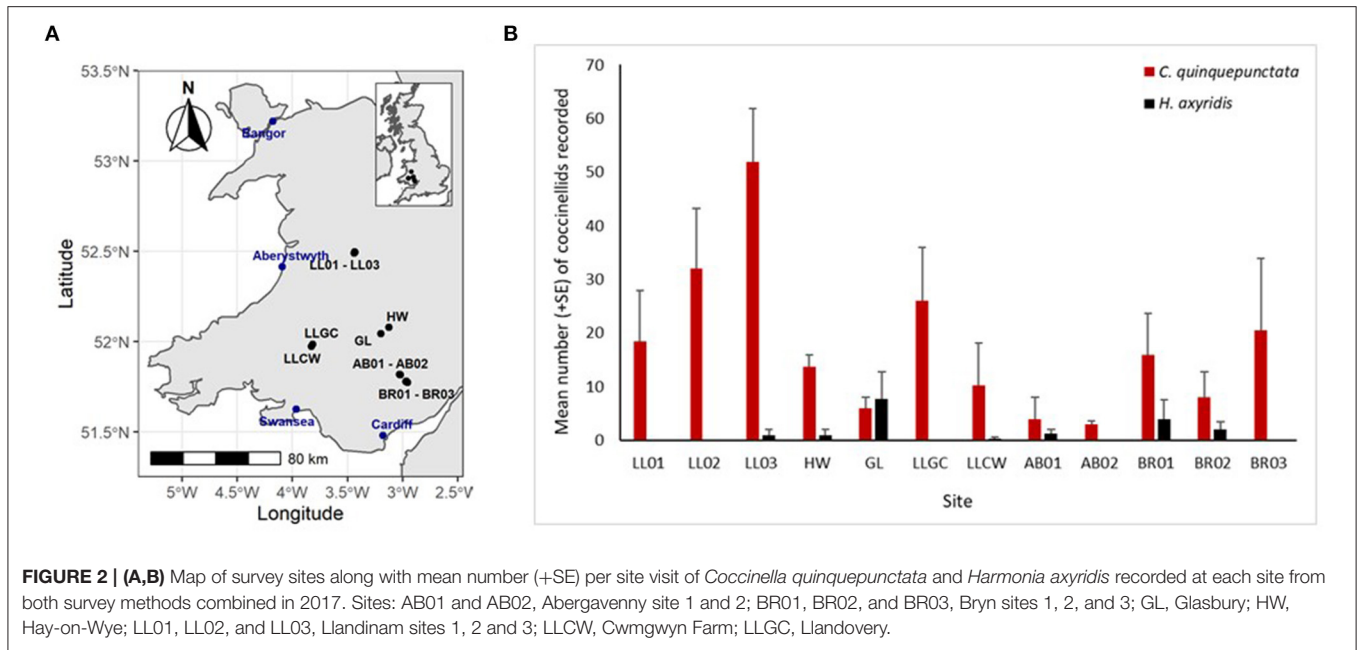 A
B
53.5°N
53°N
52.5°N
52°N
51.5°N
Latitude
N
Bangor
Aberystwyth
LL01 - LL03
HW
LLGC
GL
LLCW
AB01 - AB02
BR01 - BR03
Swansea
Cardiff
80 km
5°W 4.5°W 4°W 3.5°W 3°W 2.5°W
Longitude
Mean number (+SE) of coccinellids recorded
70
60
50
40
30
20
10
0
C. quinquepunctata
H. axyridis
LL01 LL02 LL03 HW GL LLGC LLCW AB01 AB02 BR01 BR02 BR03
Site
FIGURE 2 | (A,B) Map of survey sites along with mean number (+SE) per site visit of Coccinella quinquepunctata and Harmonia axyridis recorded at each site from
both survey methods combined in 2017. Sites: AB01 and AB02, Abergavenny site 1 and 2; BR01, BR02, and BR03, Bryn sites 1, 2, and 3; GL, Glasbury; HW,
Hay-on-Wye; LL01, LL02, and LL03, Llandinam sites 1, 2 and 3; LLCW, Cwmgwyn Farm; LLGC, Llandovery.